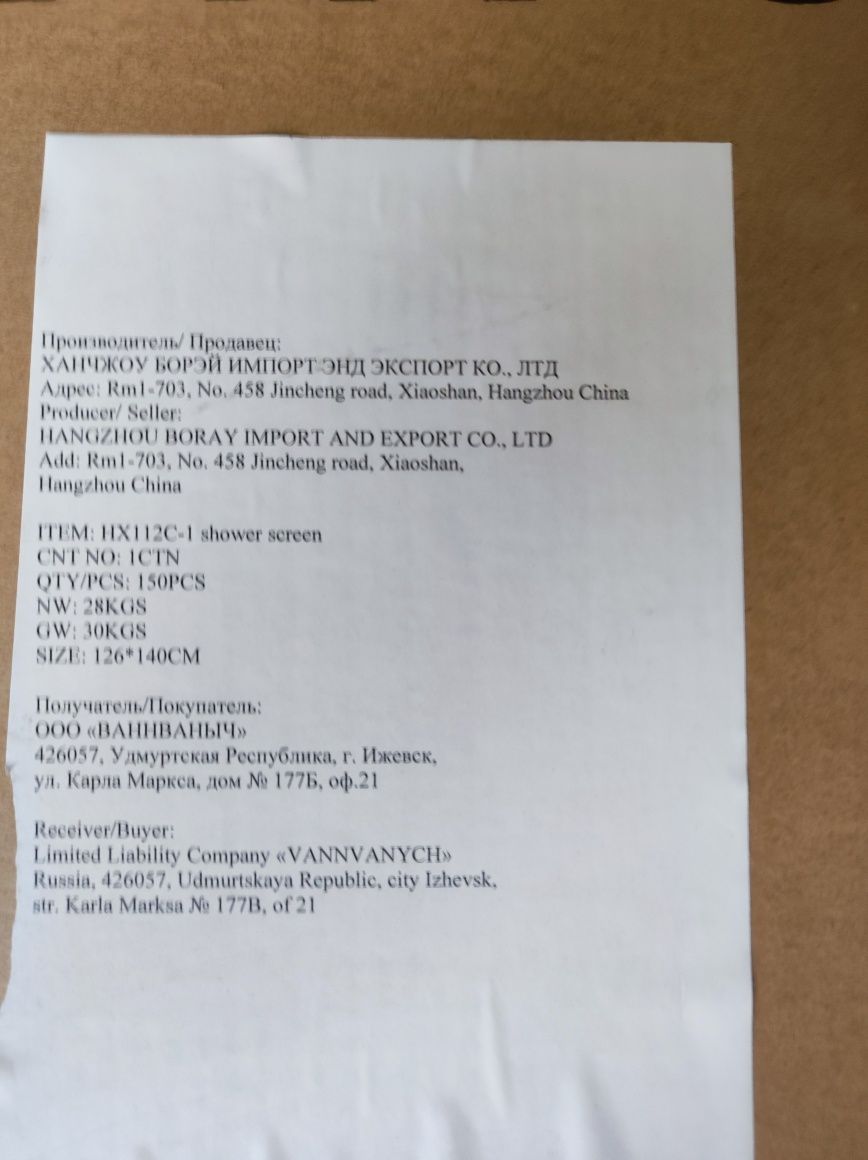 Производитель/ Продавец:
ХАНЧЖОУ БОРЭЙ ИМПОРТ ЭНД ЭКСПОРТ КО., ЛТД
Адрес: Rm1-703, No. 458 Jincheng road, Xiaoshan, Hangzhou China
Producer/ Seller:
HANGZHOU BORAY IMPORT AND EXPORT CO., LTD
Add: Rm1-703, No. 458 Jincheng road, Xiaoshan,
Hangzhou China
ITEM: HX112C-1 shower screen
CNT NO: 1CTN
QTY/PCS: 150PCS
NW: 28KGS
GW: 30KGS
SIZE: 126*140CM
Получатель/Покупатель:
ООО «ВАННВАНЫЧ»
426057, Удмуртская Республика, г. Ижевск,
ул. Карла Маркса, дом № 177Б, оф.21
Receiver/Buyer:
Limited Liability Company «VANNVANYCH»
Russia, 426057, Udmurtskaya Republic, city Izhevsk,
str. Karla Marksa № 177B, of 21